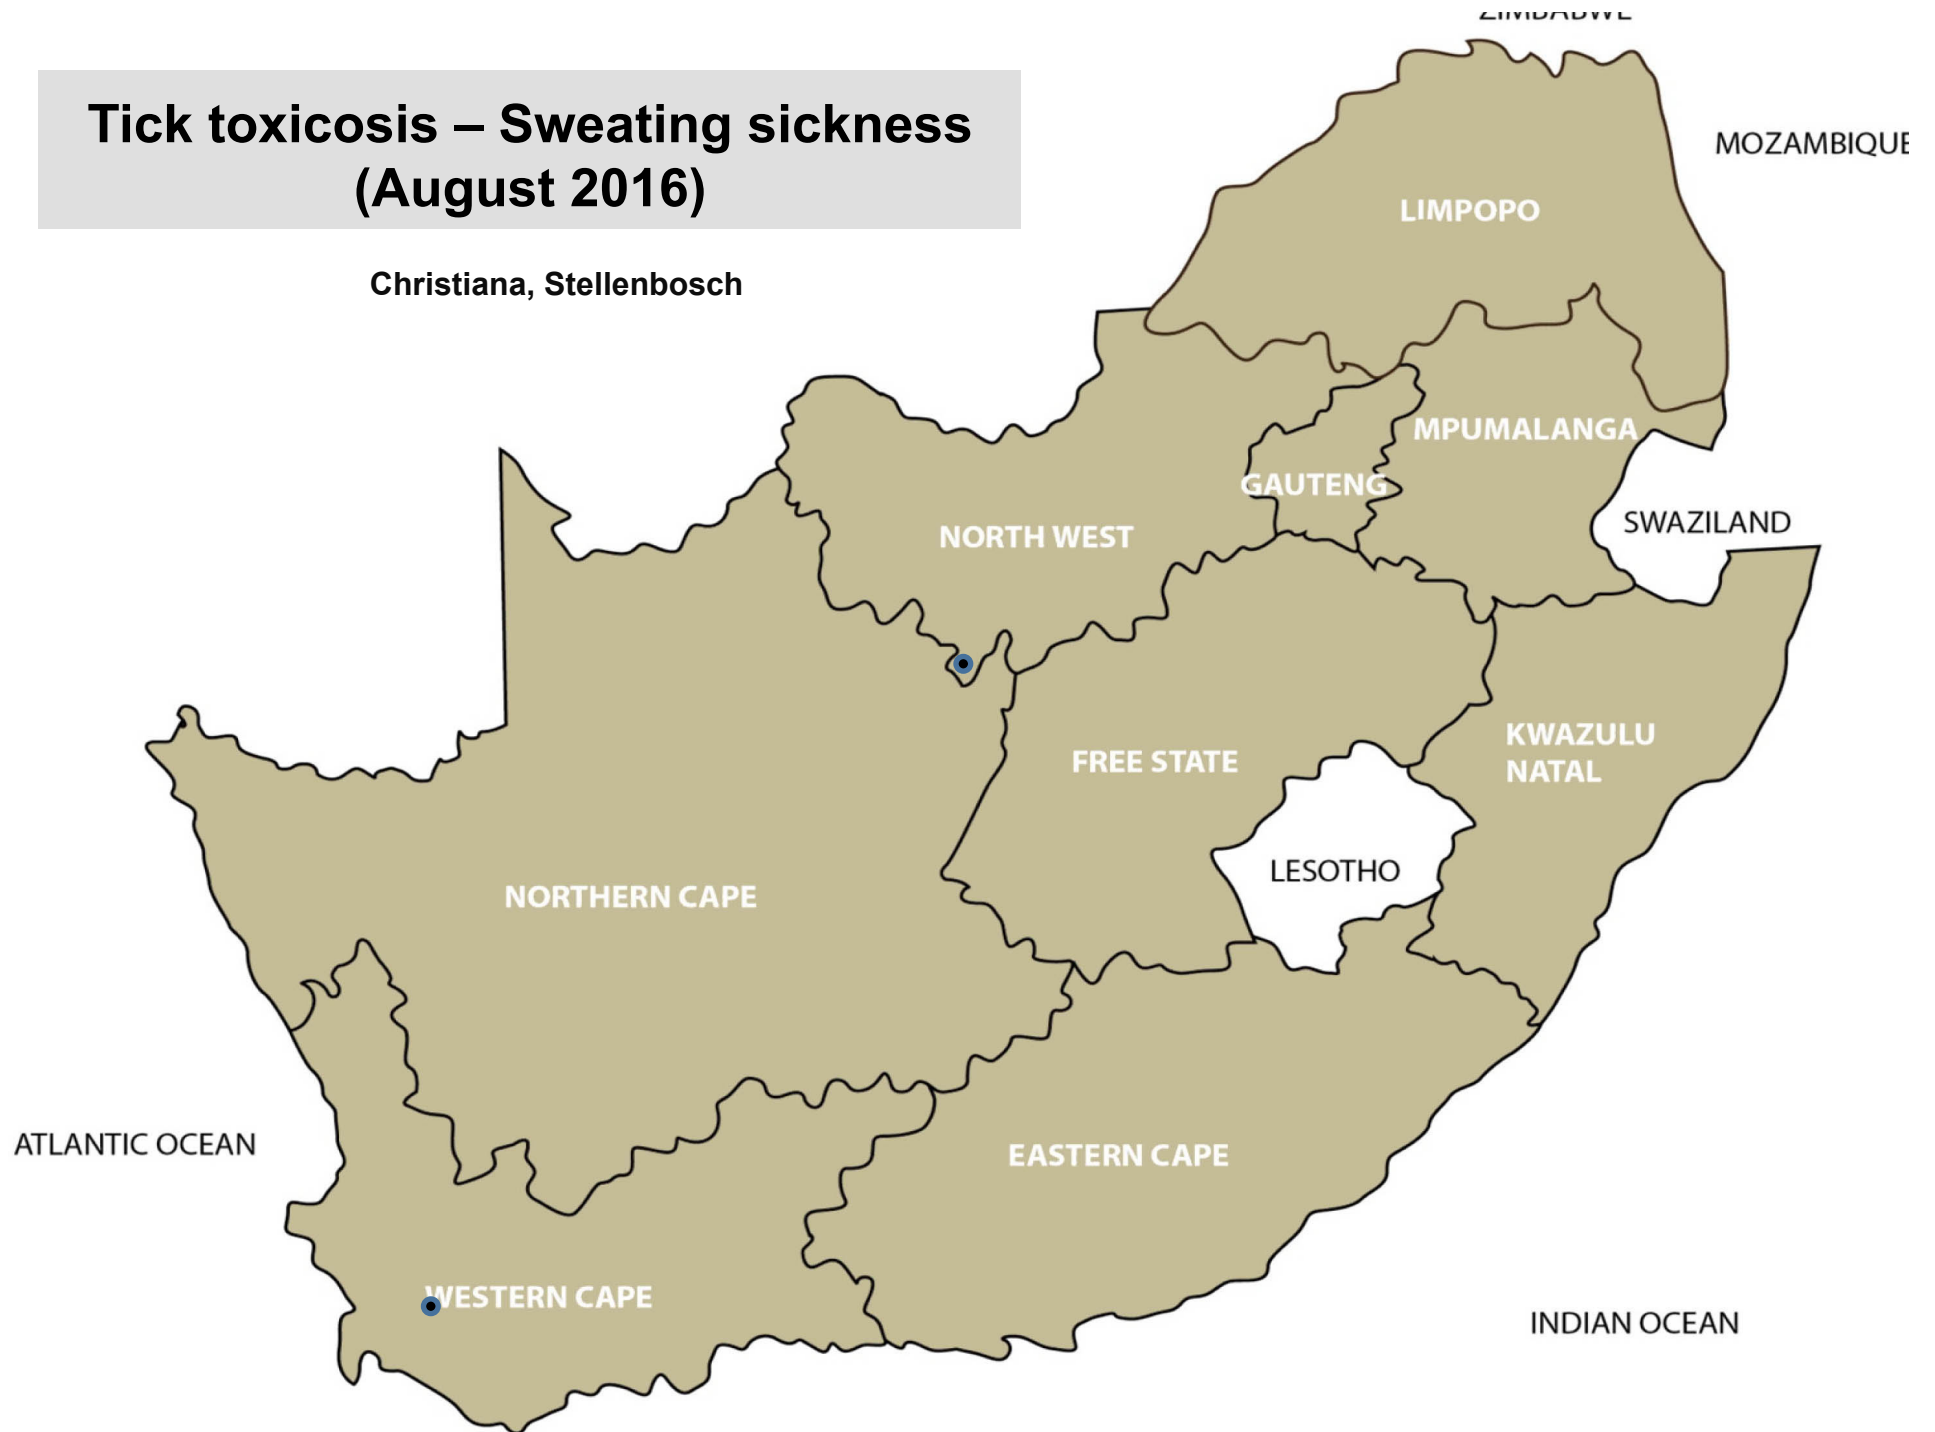 ZIMBABWE
Tick toxicosis – Sweating sickness
(August 2016)
MOZAMBIQUE
LIMPOPO
Christiana, Stellenbosch
MPUMALANGA
GAUTENG
NORTH WEST
SWAZILAND
KWAZULU
NATAL
FREE STATE
LESOTHO
NORTHERN CAPE
ATLANTIC OCEAN
EASTERN CAPE
WESTERN CAPE
INDIAN OCEAN